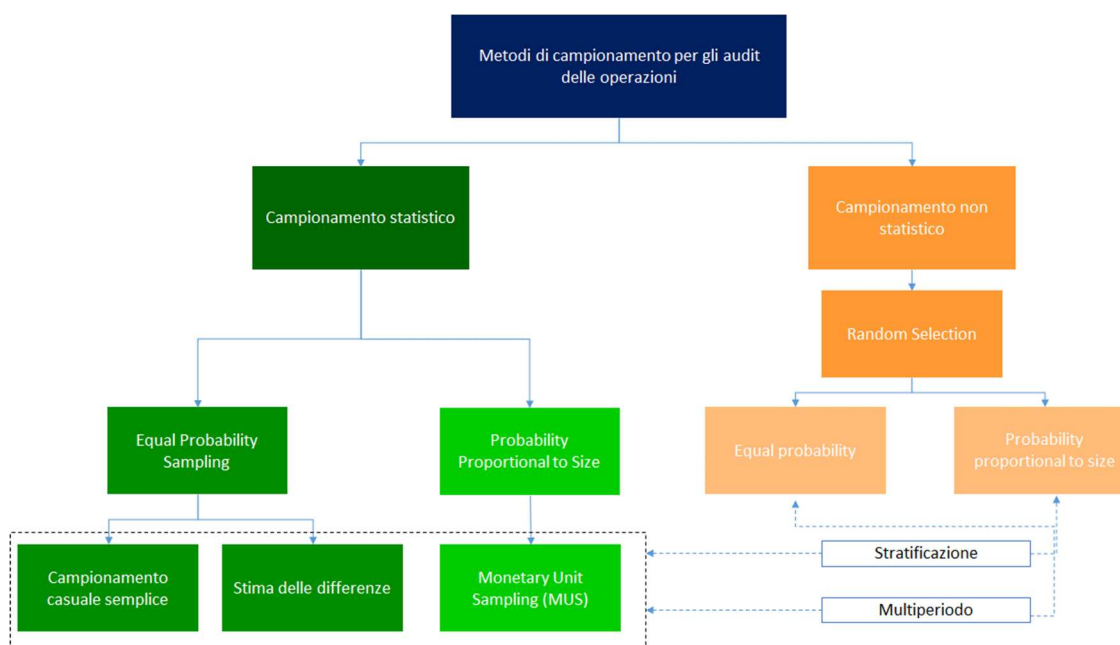 Metodi di campionamento per gli audit
delle operazioni
Campionamento statistico
Campionamento non
statistico
Random Selection
Equal Probability
Sampling
Probability
Proportional to Size
Equal probability
Probability
proportional to size
Campionamento
casuale semplice
Stima delle differenze
Monetary Unit
Sampling (MUS)
Stratificazione
Multiperiodo